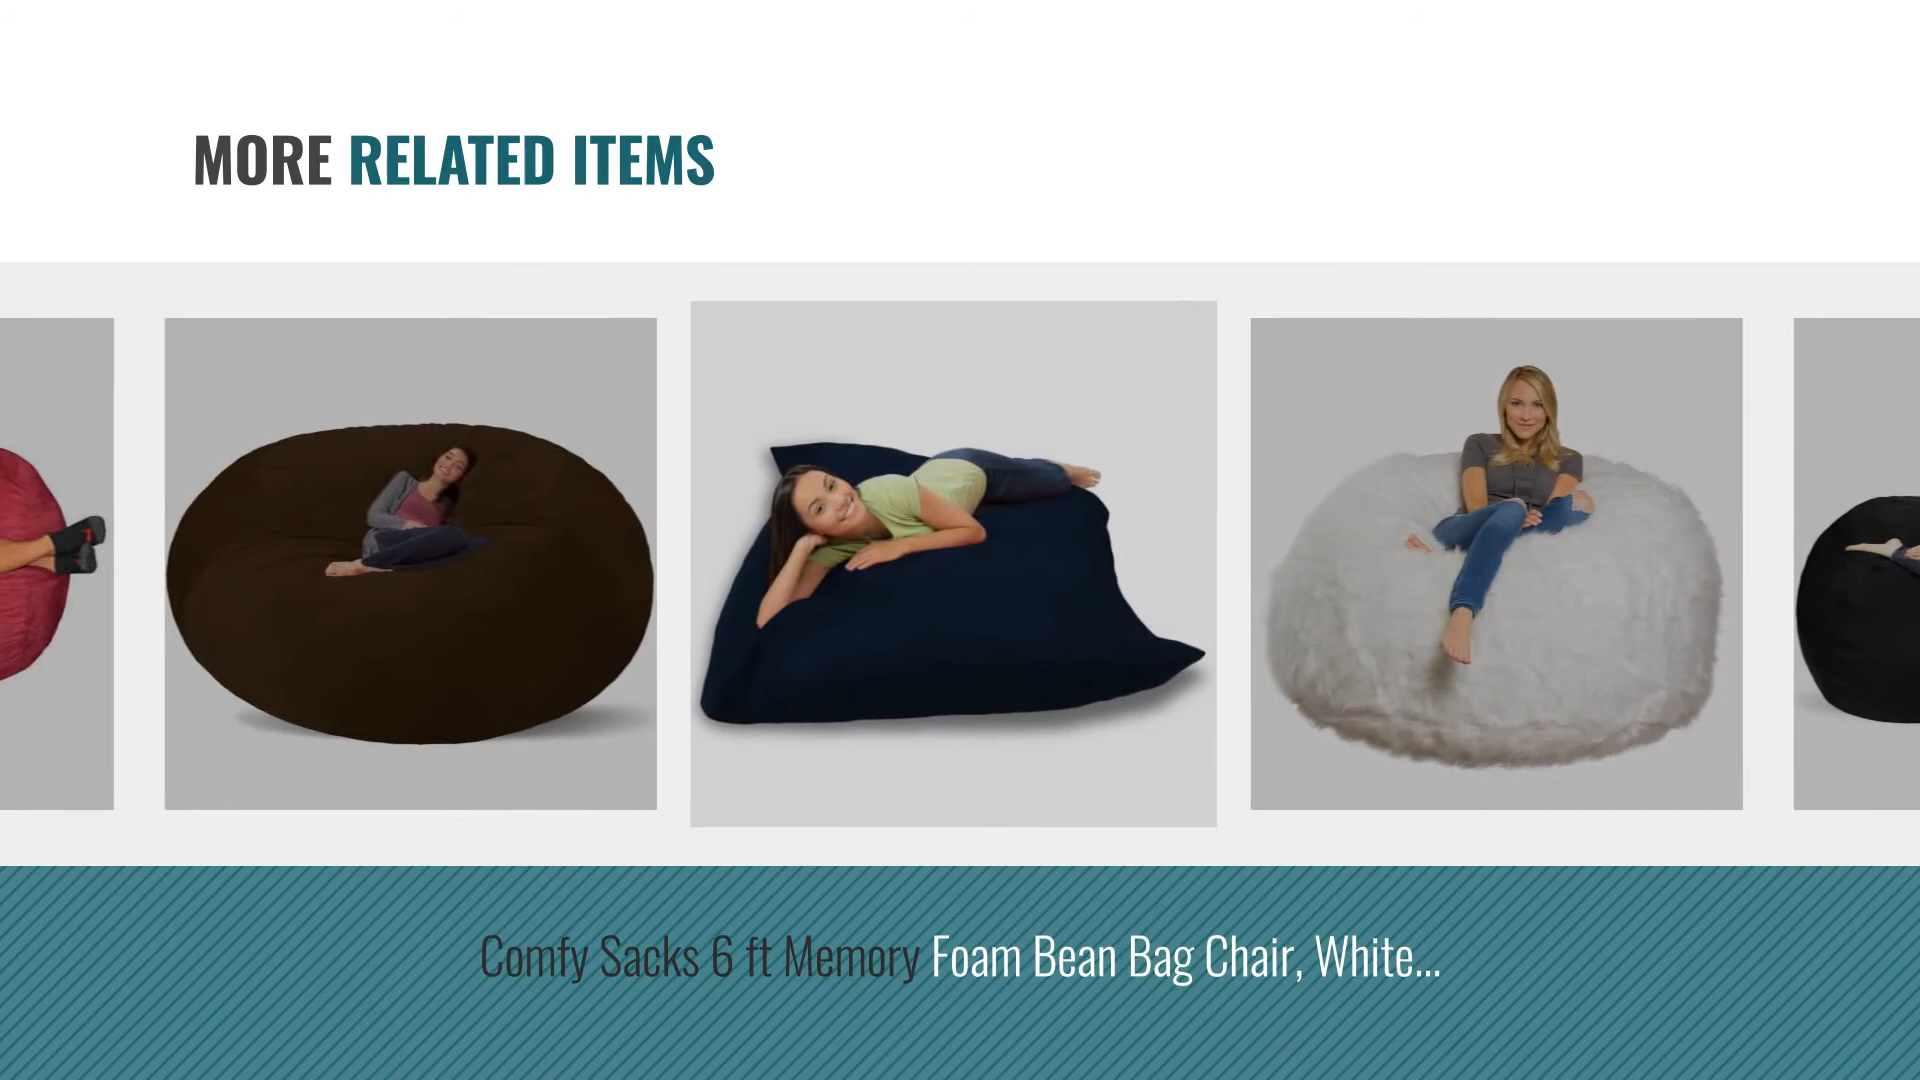 MORE RELATED ITEMS
Comfy Sacks 6 ft Memory Foam Bean Bag Chair, White...